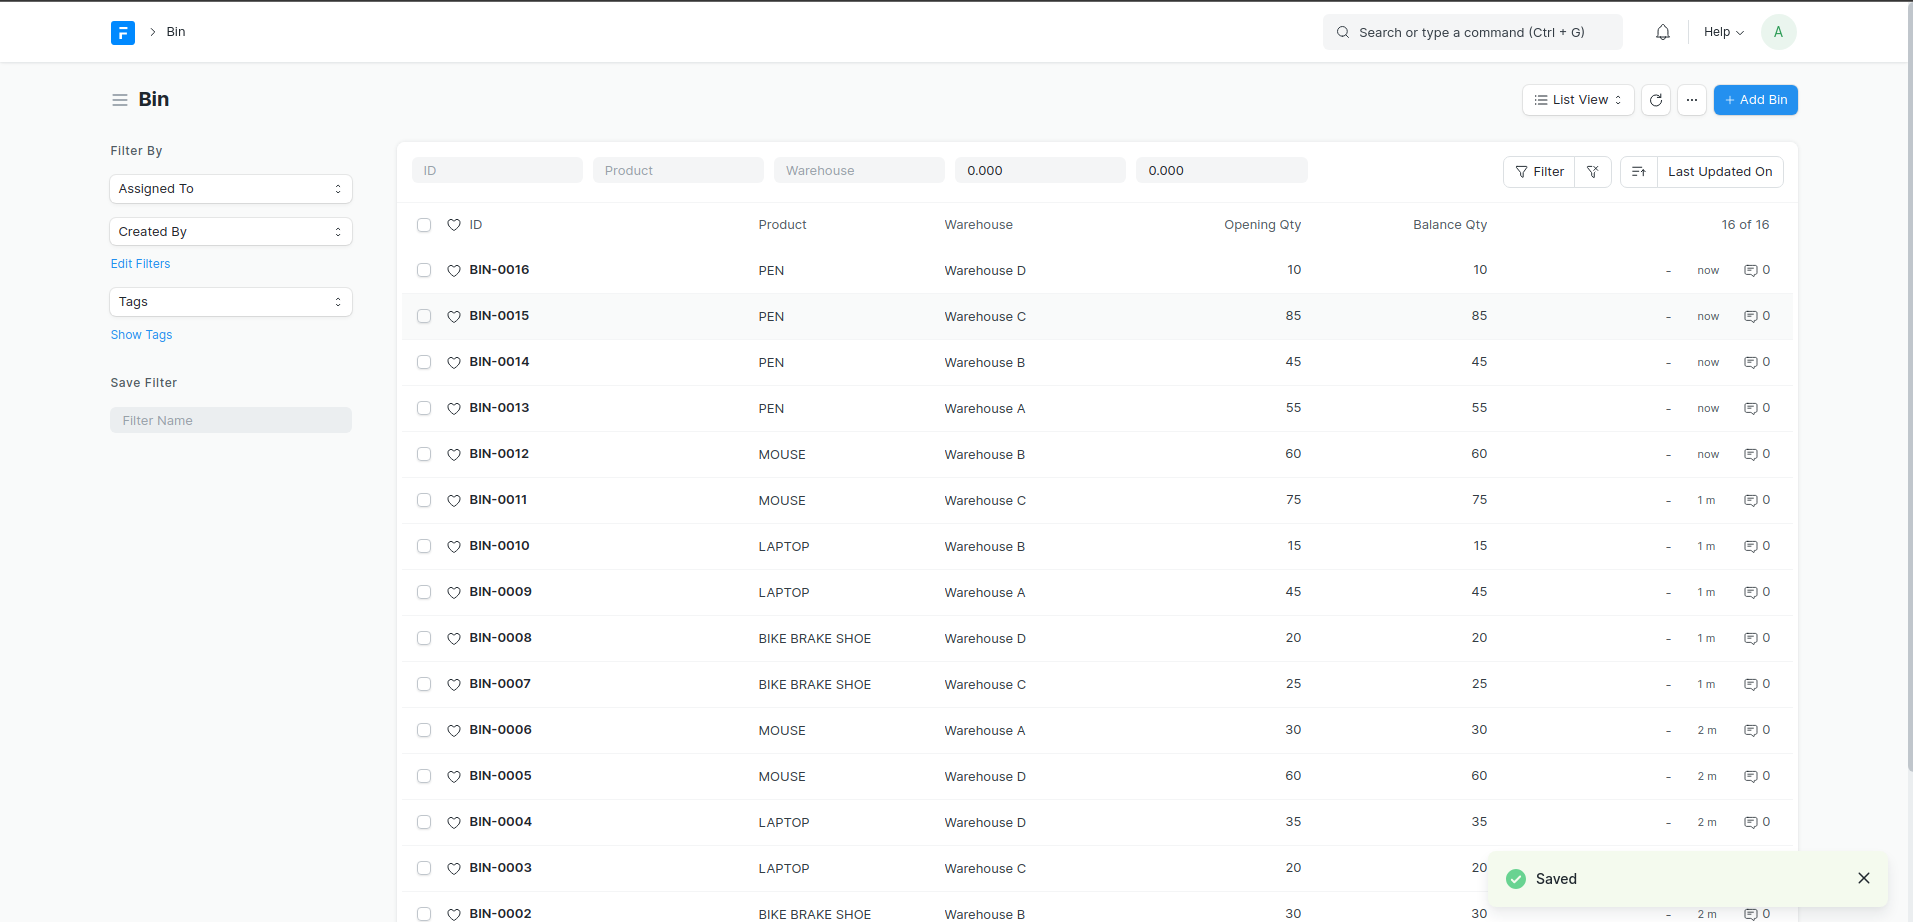 Bin
Search or type a command (Ctrl + G)
Help
A
Bin
List View
+ Add Bin
Filter By
Assigned To
Created By
Edit Filters
Tags
Show Tags
Save Filter
Filter Name
ID Product Warehouse 0.000 0.000 Filter Last Updated On
ID Product Warehouse Opening Qty Balance Qty 16 of 16
BIN-0016 PEN Warehouse D 10 10 - now 0
BIN-0015 PEN Warehouse C 85 85 - now 0
BIN-0014 PEN Warehouse B 45 45 - now 0
BIN-0013 PEN Warehouse A 55 55 - now 0
BIN-0012 MOUSE Warehouse B 60 60 - now 0
BIN-0011 MOUSE Warehouse C 75 75 - 1 m 0
BIN-0010 LAPTOP Warehouse B 15 15 - 1 m 0
BIN-0009 LAPTOP Warehouse A 45 45 - 1 m 0
BIN-0008 BIKE BRAKE SHOE Warehouse D 20 20 - 1 m 0
BIN-0007 BIKE BRAKE SHOE Warehouse C 25 25 - 1 m 0
BIN-0006 MOUSE Warehouse A 30 30 - 2 m 0
BIN-0005 MOUSE Warehouse D 60 60 - 2 m 0
BIN-0004 LAPTOP Warehouse D 35 35 - 2 m 0
BIN-0003 LAPTOP Warehouse C 20 20
BIN-0002 BIKE BRAKE SHOE Warehouse B 30 30 - 2 m 0
Saved